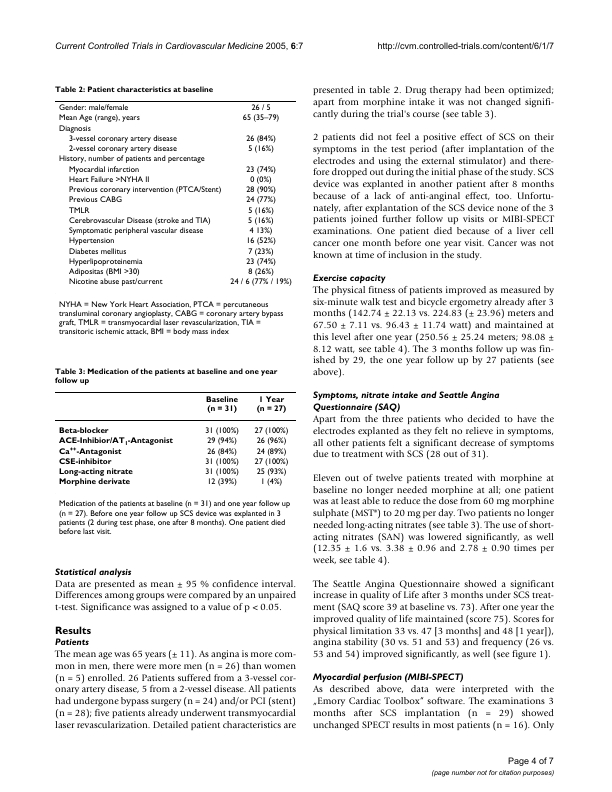 Current Controlled Trials in Cardiovascular Medicine 2005, 6:7
http://cvm.controlled-trials.com/content/6/1/7
Table 2: Patient characteristics at baseline
Gender: male/female 26 / 5
Mean Age (range), years 65 (35–79)
Diagnosis
3-vessel coronary artery disease 26 (84%)
2-vessel coronary artery disease 5 (16%)
History, number of patients and percentage
Myocardial infarction 23 (74%)
Heart Failure >NYHA II 0 (0%)
Previous coronary intervention (PTCA/Stent) 28 (90%)
Previous CABG 24 (77%)
TMLR 5 (16%)
Cerebrovascular Disease (stroke and TIA) 5 (16%)
Symptomatic peripheral vascular disease 4 13%)
Hypertension 16 (52%)
Diabetes mellitus 7 (23%)
Hyperlipoproteinemia 23 (74%)
Adipositas (BMI >30) 8 (26%)
Nicotine abuse past/current 24 / 6 (77% / 19%)
NYHA = New York Heart Association, PTCA = percutaneous
transluminal coronary angioplasty, CABG = coronary artery bypass
graft, TMLR = transmyocardial laser revascularization, TIA =
transitoric ischemic attack, BMI = body mass index
Table 3: Medication of the patients at baseline and one year
follow up
Baseline 1 Year
(n = 31) (n = 27)
Beta-blocker 31 (100%) 27 (100%)
ACE-Inhibior/AT1-Antagonist 29 (94%) 26 (96%)
Ca++-Antagonist 26 (84%) 24 (89%)
CSE-inhibitor 31 (100%) 27 (100%)
Long-acting nitrate 31 (100%) 25 (93%)
Morphine derivate 12 (39%) 1 (4%)
Medication of the patients at baseline (n = 31) and one year follow up
(n = 27). Before one year follow up SCS device was explanted in 3
patients (2 during test phase, one after 8 months). One patient died
before last visit.
Statistical analysis
Data are presented as mean ± 95 % confidence interval.
Differences among groups were compared by an unpaired
t-test. Significance was assigned to a value of p < 0.05.
Results
Patients
The mean age was 65 years (± 11). As angina is more com-
mon in men, there were more men (n = 26) than women
(n = 5) enrolled. 26 Patients suffered from a 3-vessel cor-
onary artery disease, 5 from a 2-vessel disease. All patients
had undergone bypass surgery (n = 24) and/or PCI (stent)
(n = 28); five patients already underwent transmyocardial
laser revascularization. Detailed patient characteristics are
presented in table 2. Drug therapy had been optimized;
apart from morphine intake it was not changed signifi-
cantly during the trial's course (see table 3).
2 patients did not feel a positive effect of SCS on their
symptoms in the test period (after implantation of the
electrodes and using the external stimulator) and there-
fore dropped out during the initial phase of the study. SCS
device was explanted in another patient after 8 months
because of a lack of anti-anginal effect, too. Unfortu-
nately, after explantation of the SCS device none of the 3
patients joined further follow up visits or MIBI-SPECT
examinations. One patient died because of a liver cell
cancer one month before one year visit. Cancer was not
known at time of inclusion in the study.
Exercise capacity
The physical fitness of patients improved as measured by
six-minute walk test and bicycle ergometry already after 3
months (142.74 ± 22.13 vs. 224.83 (± 23.96) meters and
67.50 ± 7.11 vs. 96.43 ± 11.74 watt) and maintained at
this level after one year (250.56 ± 25.24 meters; 98.08 ±
8.12 watt, see table 4). The 3 months follow up was fin-
ished by 29, the one year follow up by 27 patients (see
above).
Symptoms, nitrate intake and Seattle Angina
Questionnaire (SAQ)
Apart from the three patients who decided to have the
electrodes explanted as they felt no relieve in symptoms,
all other patients felt a significant decrease of symptoms
due to treatment with SCS (28 out of 31).
Eleven out of twelve patients treated with morphine at
baseline no longer needed morphine at all; one patient
was at least able to reduce the dose from 60 mg morphine
sulphate (MST®) to 20 mg per day. Two patients no longer
needed long-acting nitrates (see table 3). The use of short-
acting nitrates (SAN) was lowered significantly, as well
(12.35 ± 1.6 vs. 3.38 ± 0.96 and 2.78 ± 0.90 times per
week, see table 4).
The Seattle Angina Questionnaire showed a significant
increase in quality of Life after 3 month under SCS treat-
ment (SAQ score 39 at baseline vs. 73). After one year the
improved quality of life maintained (score 75). Scores for
physical limitation 33 vs. 47 [3 months] and 48 [1 year]),
angina stability (30 vs. 51 and 53) and frequency (26 vs.
53 and 54) improved significantly, as well (see figure 1).
Myocardial perfusion (MIBI-SPECT)
As described above, data were interpreted with the
„Emory Cardiac Toolbox" software. The examinations 3
months after SCS implantation (n = 29) showed
unchanged SPECT results in most patients (n = 16). Only
Page 4 of 7
(page number not for citation purposes)